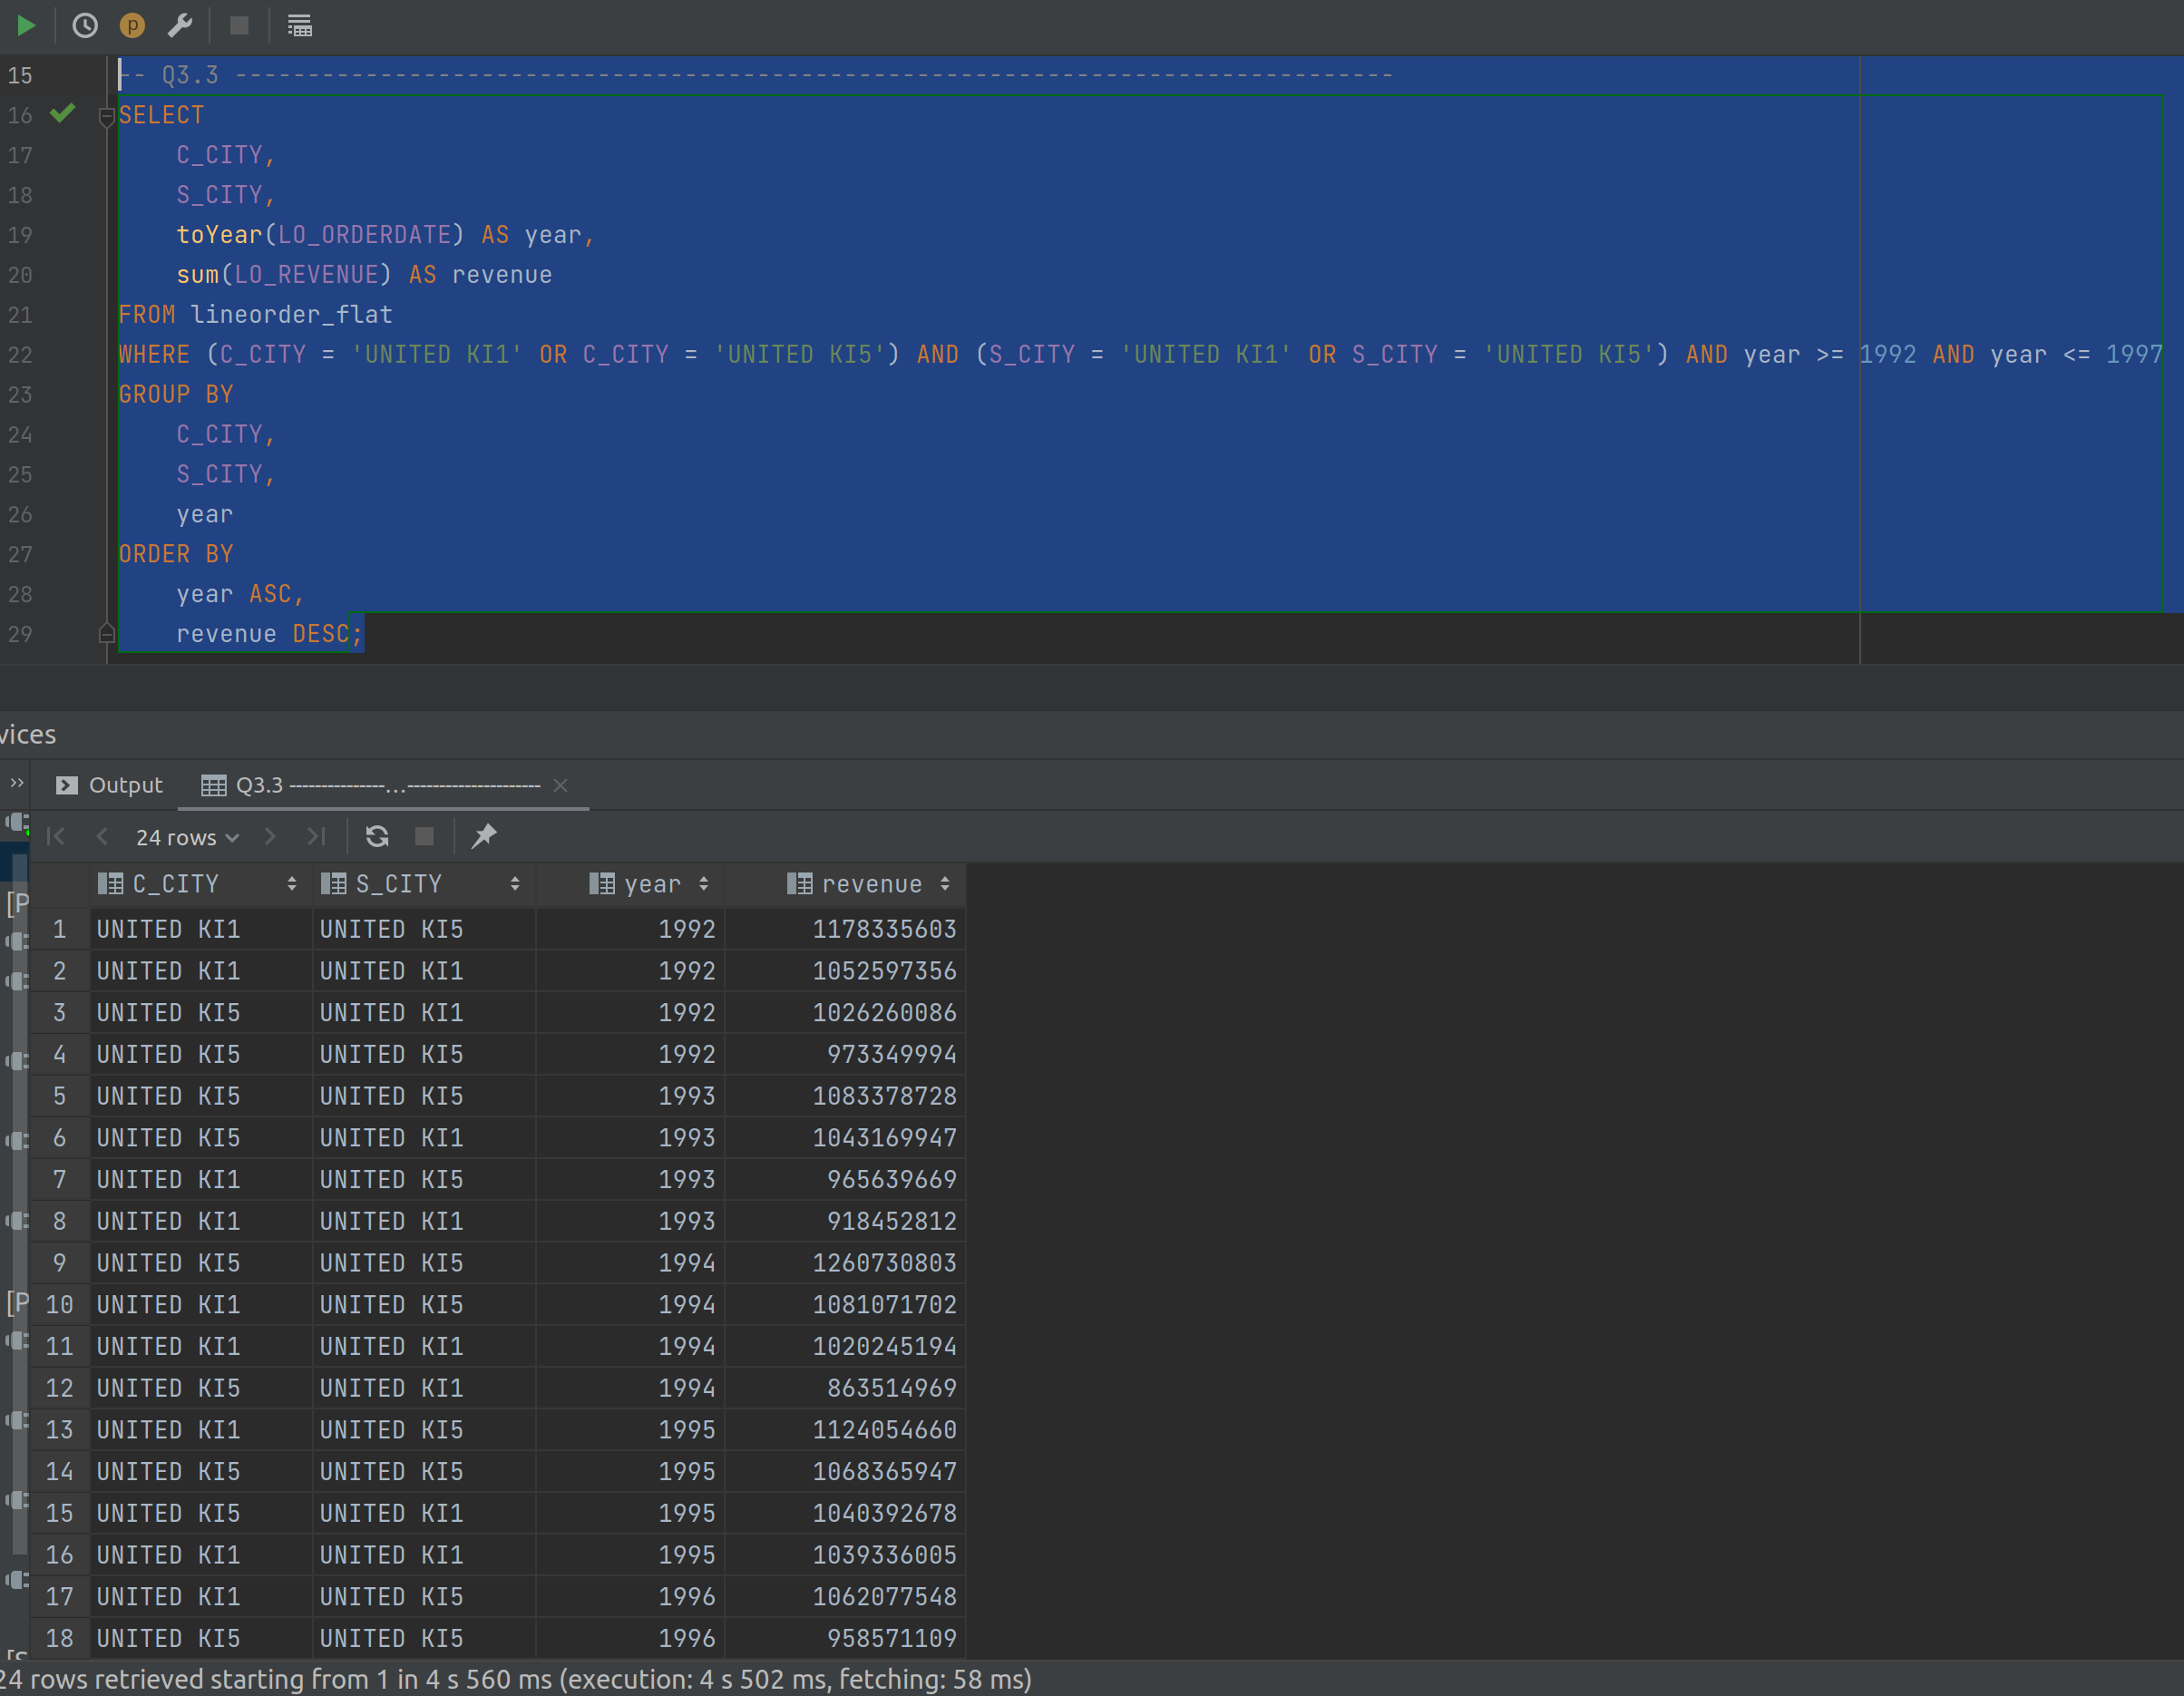 p
15 -- Q3.3 --------------------------------------------------------------------------------
16 SELECT
17 C_CITY,
18 S_CITY,
19 toYear(LO_ORDERDATE) AS year,
20 sum(LO_REVENUE) AS revenue
21 FROM lineorder_flat
22 WHERE (C_CITY = 'UNITED KI1' OR C_CITY = 'UNITED KI5') AND (S_CITY = 'UNITED KI1' OR S_CITY = 'UNITED KI5') AND year >= 1992 AND year <= 1997
23 GROUP BY
24 C_CITY,
25 S_CITY,
26 year
27 ORDER BY
28 year ASC,
29 revenue DESC;
vices
Output Q3.3 ---------------...---------------------
24 rows
C_CITY S_CITY year revenue
1 UNITED KI1 UNITED KI5 1992 1178335603
2 UNITED KI1 UNITED KI1 1992 1052597356
3 UNITED KI5 UNITED KI1 1992 1026260086
4 UNITED KI5 UNITED KI5 1992 973349994
5 UNITED KI5 UNITED KI5 1993 1083378728
6 UNITED KI5 UNITED KI1 1993 1043169947
7 UNITED KI1 UNITED KI5 1993 965639669
8 UNITED KI1 UNITED KI1 1993 918452812
9 UNITED KI5 UNITED KI5 1994 1260730803
10 UNITED KI1 UNITED KI5 1994 1081071702
11 UNITED KI1 UNITED KI1 1994 1020245194
12 UNITED KI5 UNITED KI1 1994 863514969
13 UNITED KI1 UNITED KI5 1995 1124054660
14 UNITED KI5 UNITED KI5 1995 1068365947
15 UNITED KI5 UNITED KI1 1995 1040392678
16 UNITED KI1 UNITED KI1 1995 1039336005
17 UNITED KI1 UNITED KI5 1996 1062077548
18 UNITED KI5 UNITED KI5 1996 958571109
24 rows retrieved starting from 1 in 4 s 560 ms (execution: 4 s 502 ms, fetching: 58 ms)